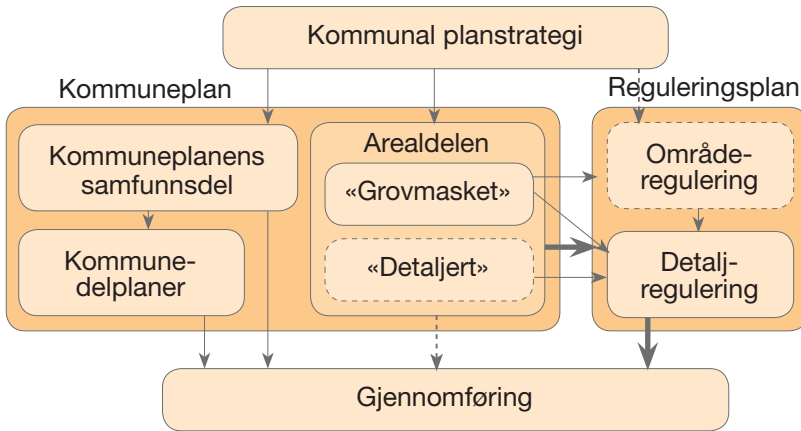 Kommunal planstrategi
Kommuneplan
Reguleringsplan
Kommuneplanens
samfunnsdel
Arealdelen
«Grovmasket»
Område-
regulering
Kommune-
delplaner
«Detaljert»
Detalj-
regulering
Gjennomføring